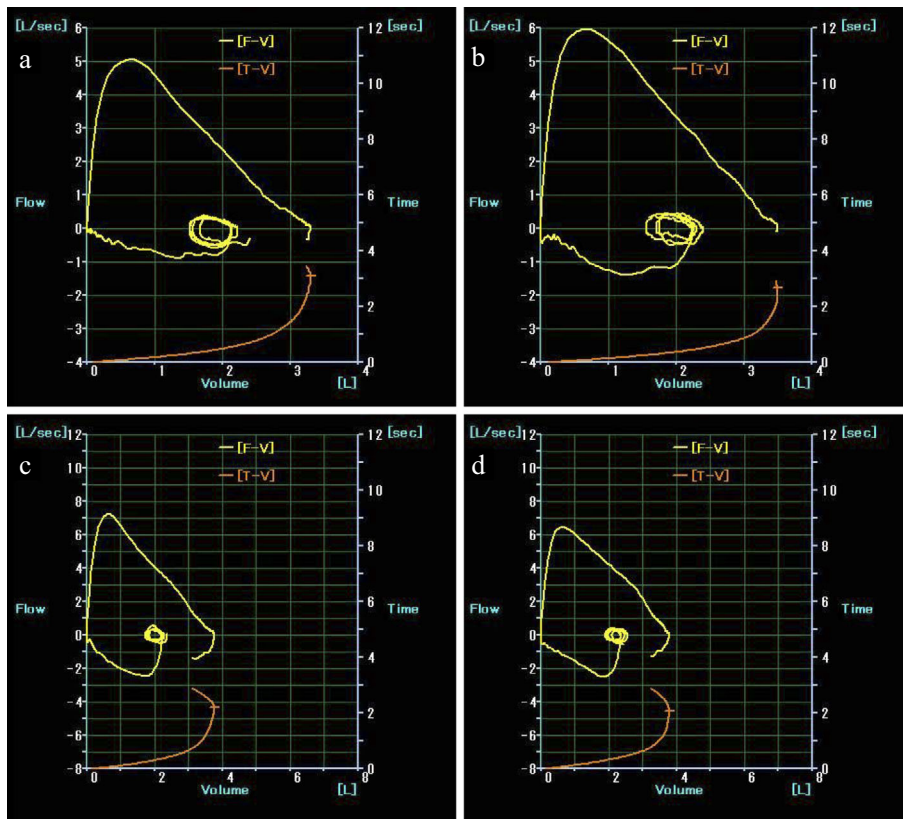 [L/sec] [sec]
a
6 12
[F-V]
5 [T-V] 10
4
3 8
2
1 6
Flow Time
0
-1 4
-2
2
-3
-4 0
0 1 2 3 4
Volume [L]
[L/sec] [sec]
b
6 12
[F-V]
5 [T-V] 10
4
3 8
2
1 6
Flow Time
0
-1 4
-2
2
-3
-4 0
0 1 2 3 4
Volume [L]
[L/sec] 12 12 [sec]
c
[F-V]
10 [T-V] 10
8
6 8
4
2 6
Flow Time
0
-2 4
-4
2
-6
-8 0
0 2 4 6 8
Volume [L]
[L/sec] 12 12 [sec]
d
[F-V]
10 [T-V] 10
8
6 8
4
2 6
Flow Time
0
-2 4
-4
2
-6
-8 0
0 2 4 6 8
Volume [L]